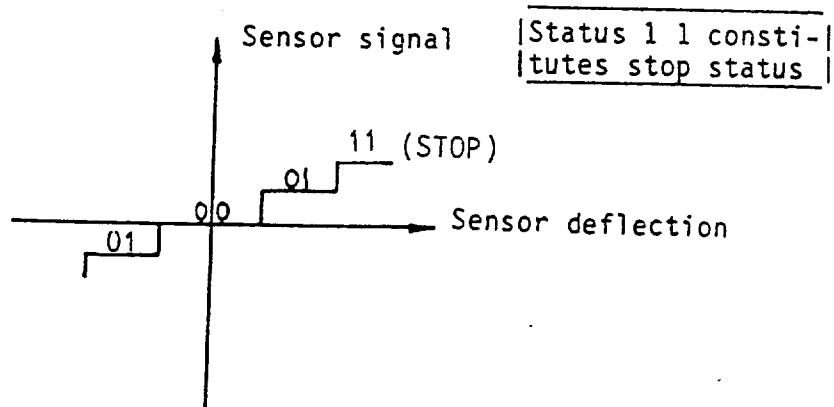 Sensor signal
Status 1 1 consti-
tutes stop status
11 (STOP)
01
00
Sensor deflection
01